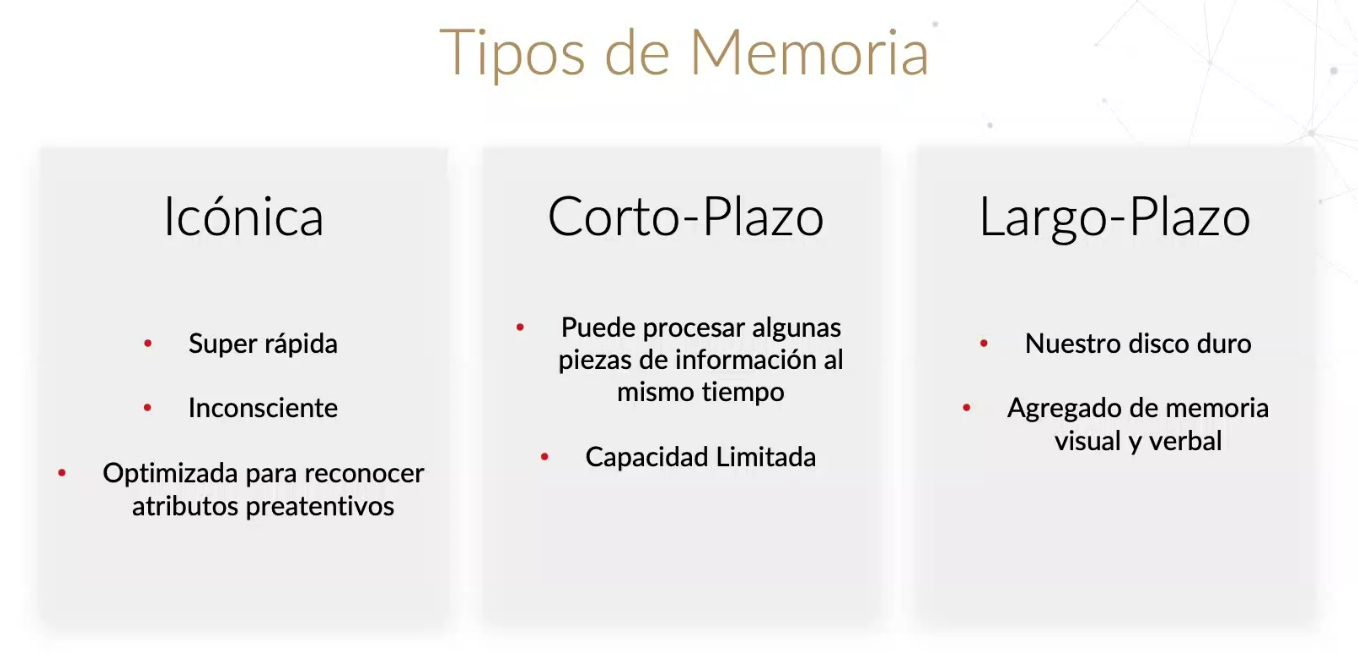 Tipos de Memoria
Icónica
• Super rápida
• Inconsciente
• Optimizada para reconocer
atributos preatentivos
Corto-Plazo
• Puede procesar algunas
piezas de información al
mismo tiempo
• Capacidad Limitada
Largo-Plazo
• Nuestro disco duro
• Agregado de memoria
visual y verbal